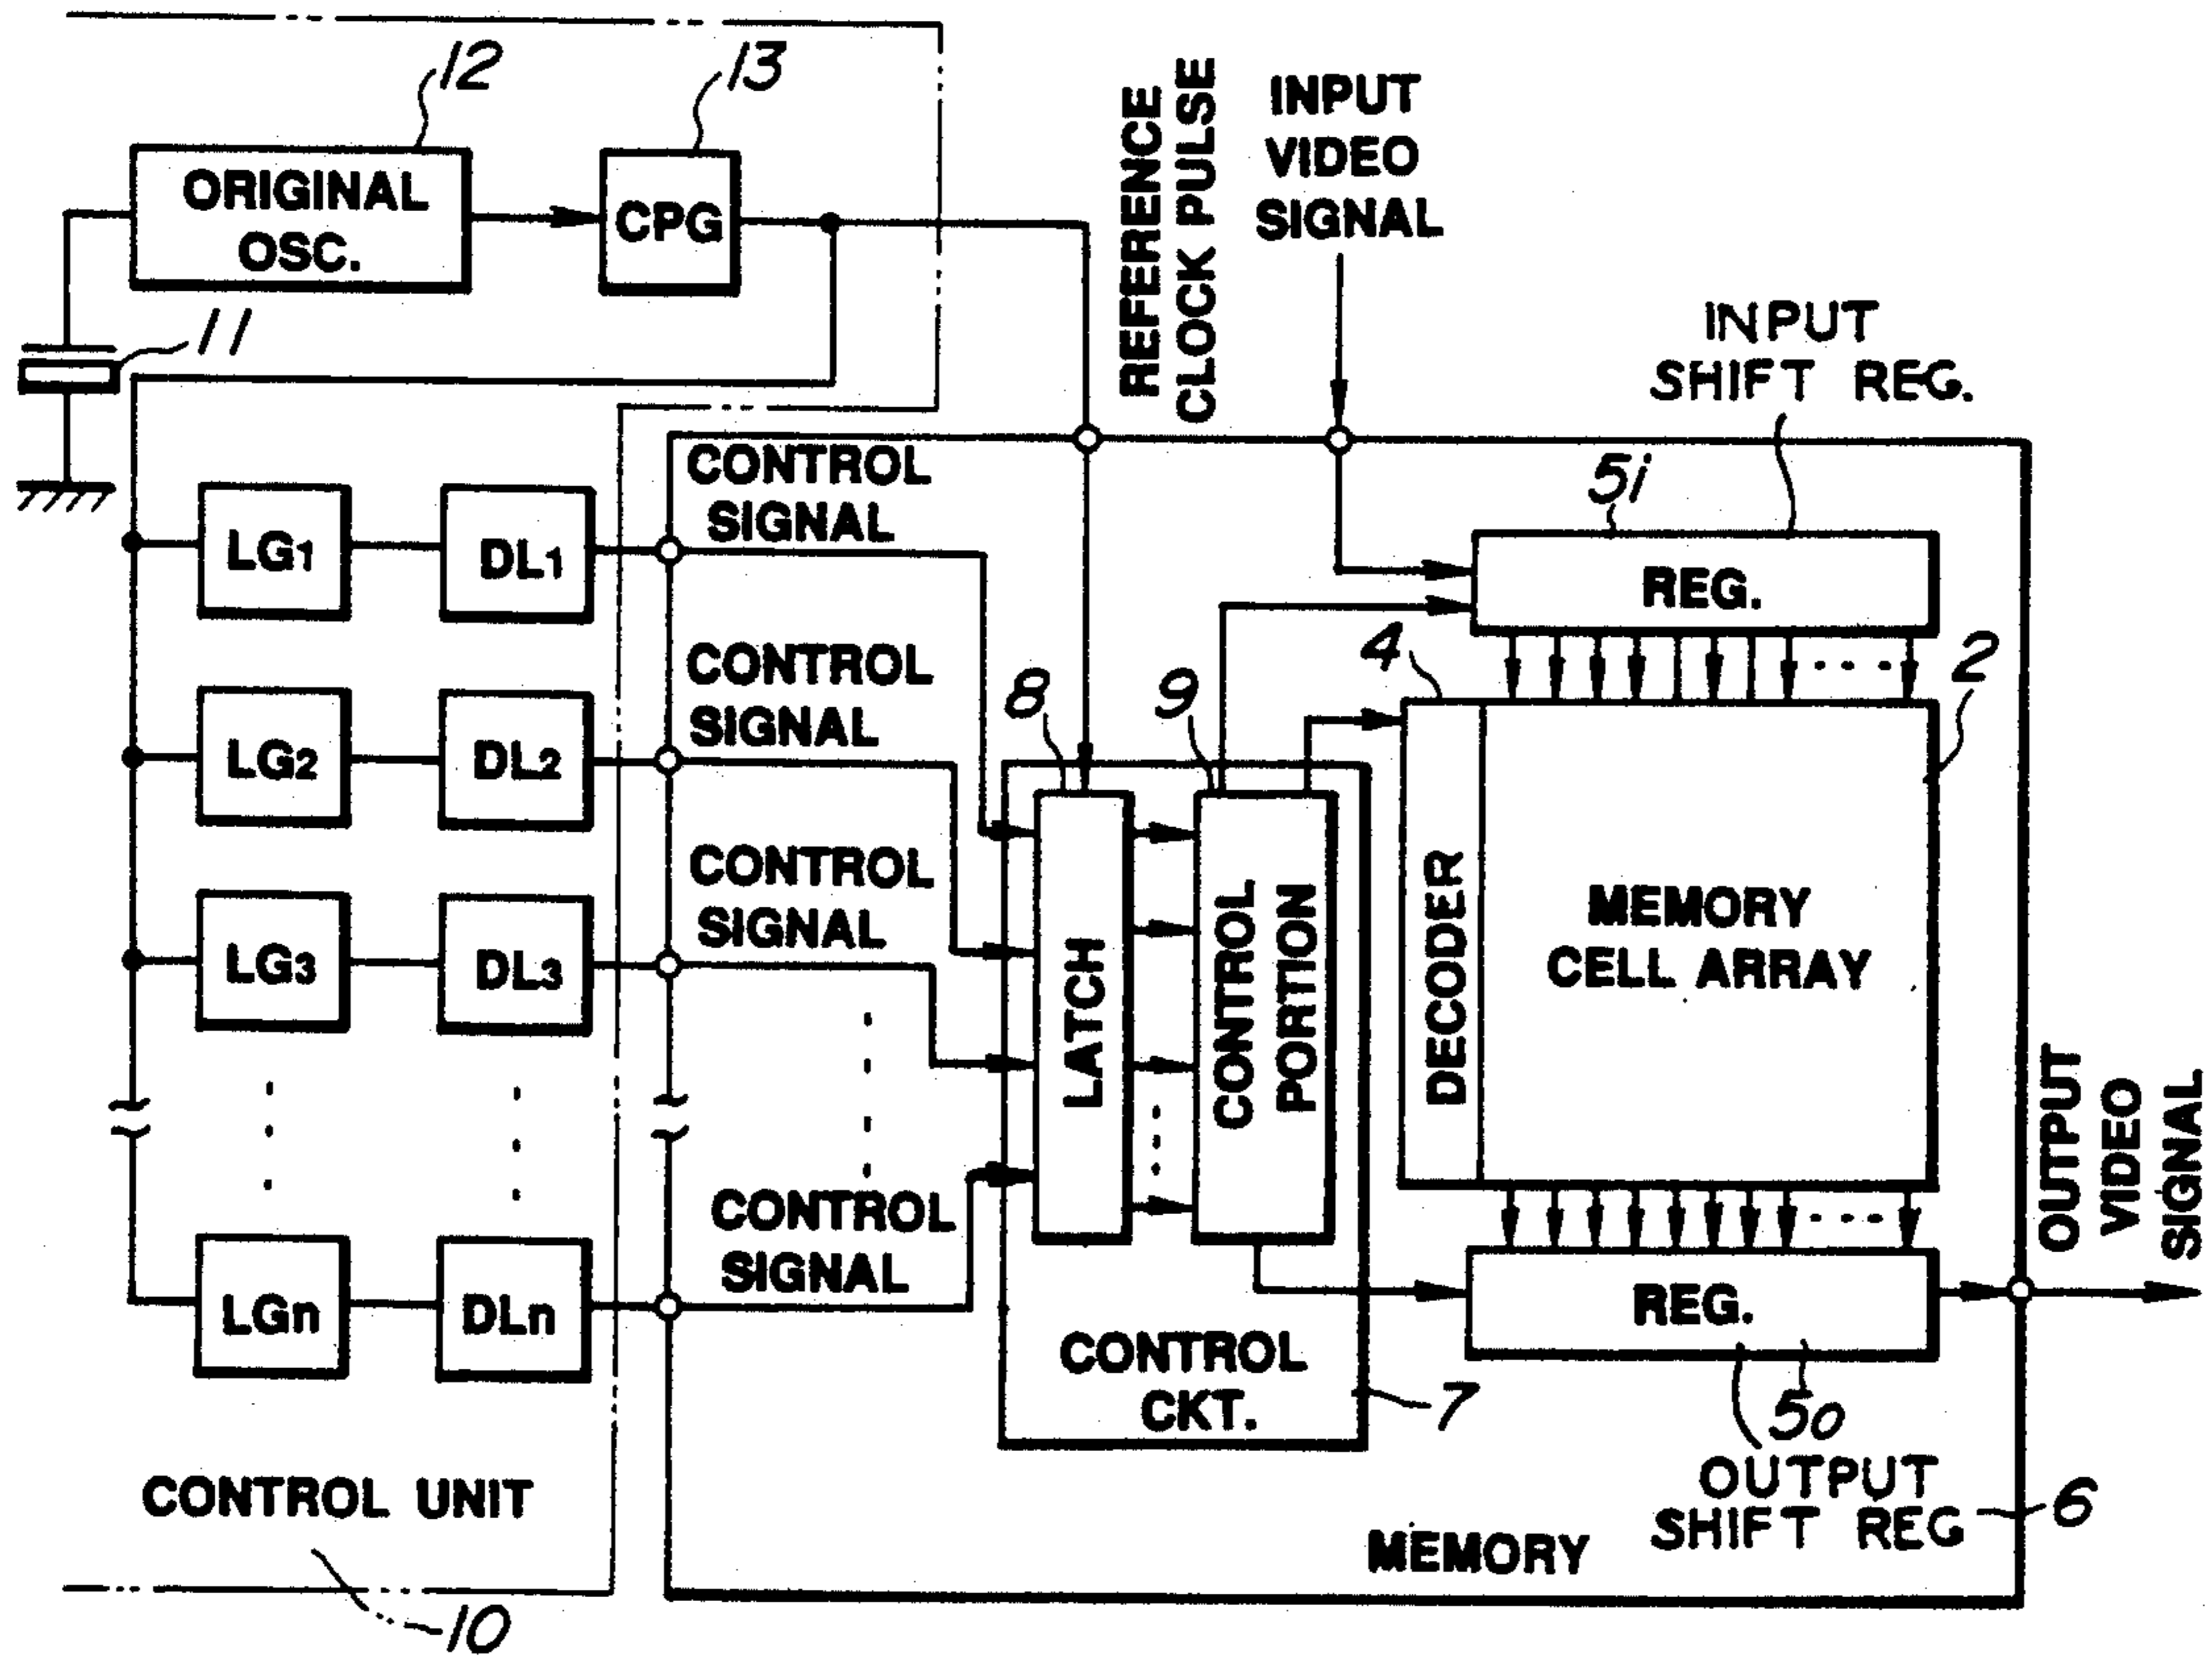 12
13
ORIGINAL
OSC.
CPG
11
REFERENCE
CLOCK PULSE
INPUT
VIDEO
SIGNAL
INPUT
SHIFT REG.
5i
REG.
LG1
DL1
CONTROL
SIGNAL
LG2
DL2
CONTROL
SIGNAL
LG3
DL3
CONTROL
SIGNAL
LGn
DLn
CONTROL
SIGNAL
8
9
4
2
LATCH
CONTROL
PORTION
DECODER
MEMORY
CELL ARRAY
OUTPUT
VIDEO
SIGNAL
REG.
CONTROL
CKT.
7
5o
OUTPUT
SHIFT REG
6
CONTROL UNIT
10
MEMORY